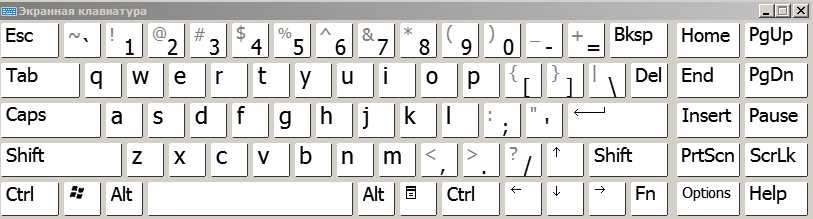 Экранная клавиатура
Esc ~ ` ! 1 @ 2 # 3 $ 4 % 5 ^ 6 & 7 * 8 ( 9 ) 0 _ - + = Bksp Home PgUp
Tab q w e r t y u i o p { [ } ] | \ Del End PgDn
Caps a s d f g h j k l : ; " ' Insert Pause
Shift z x c v b n m < , > . ? / ↑ Shift PrtScn ScrLk
Ctrl Alt Alt Ctrl ← ↓ → Fn Options Help